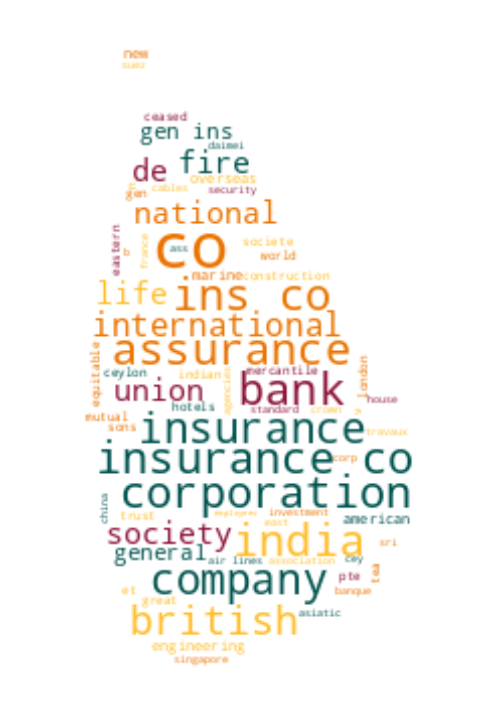 new
suez
ceased
gen ins
daimei
de fire
overseas
en cables security
national
eastern
co
ass societe
b france world
marine construction
life ins co
international
assurance
equitable
ceylon indian mercantile
london
union bank
agencies house
hotels standard crown v
mutual
sons insurance travaux
insurance co corp
corporation
china
trust employers investment american
east
society india sri
general air lines association cey
company pte tea
et banque
great
british asiatic
engineering
singapore